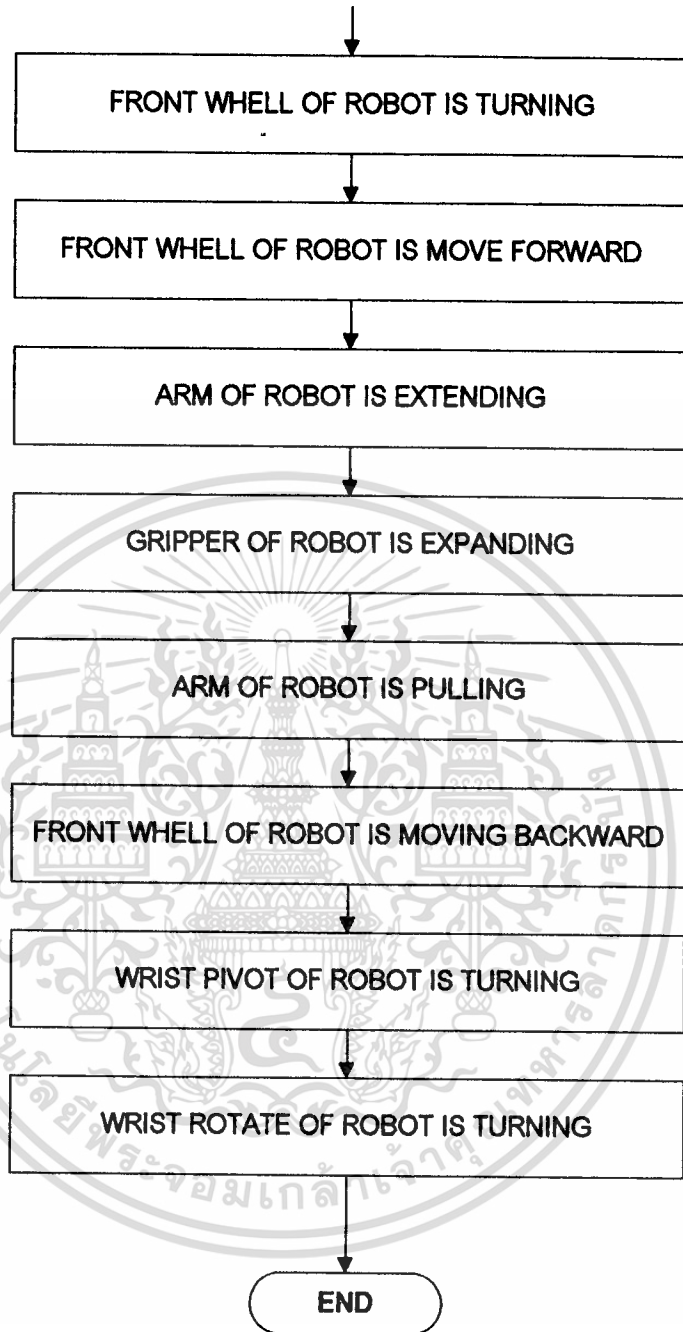 FRONT WHELL OF ROBOT IS TURNING
FRONT WHELL OF ROBOT IS MOVE FORWARD
ARM OF ROBOT IS EXTENDING
GRIPPER OF ROBOT IS EXPANDING
ARM OF ROBOT IS PULLING
FRONT WHELL OF ROBOT IS MOVING BACKWARD
WRIST PIVOT OF ROBOT IS TURNING
WRIST ROTATE OF ROBOT IS TURNING
END